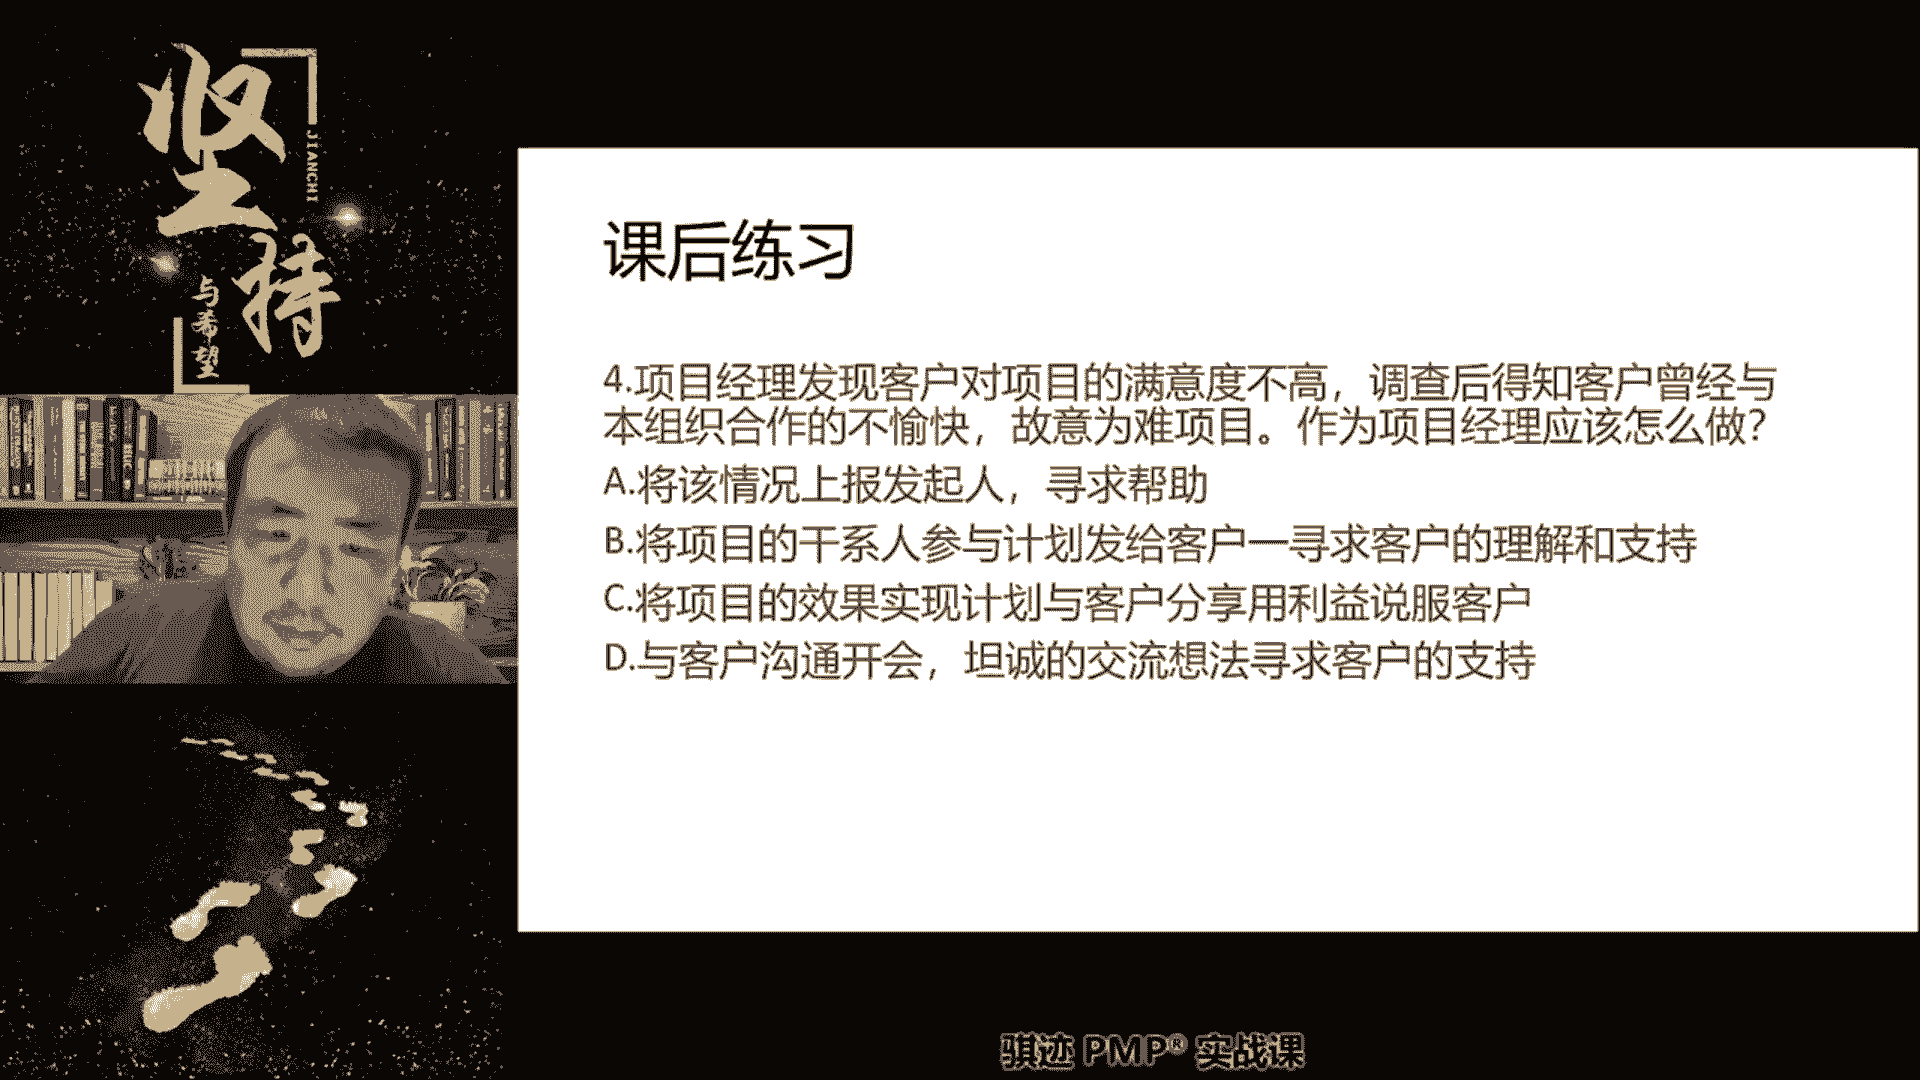 坚持
JIANCHI
与希望
课后练习
4.项目经理发现客户对项目的满意度不高，调查后得知客户曾经与
本组织合作的不愉快，故意为难项目。作为项目经理应该怎么做？
A.将该情况上报发起人，寻求帮助
B.将项目的干系人参与计划发给客户一寻求客户的理解和支持
C.将项目的效果实现计划与客户分享用利益说服客户
D.与客户沟通开会，坦诚的交流想法寻求客户的支持
骐迹 PMP® 实战课